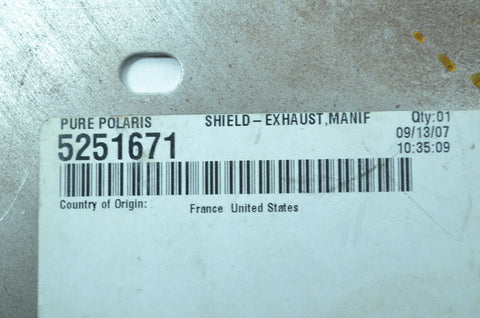 PURE POLARIS SHIELD-EXHAUST,MANIF Qty:01
5251671 09/13/07
10:35:09
Country of Origin: France United States